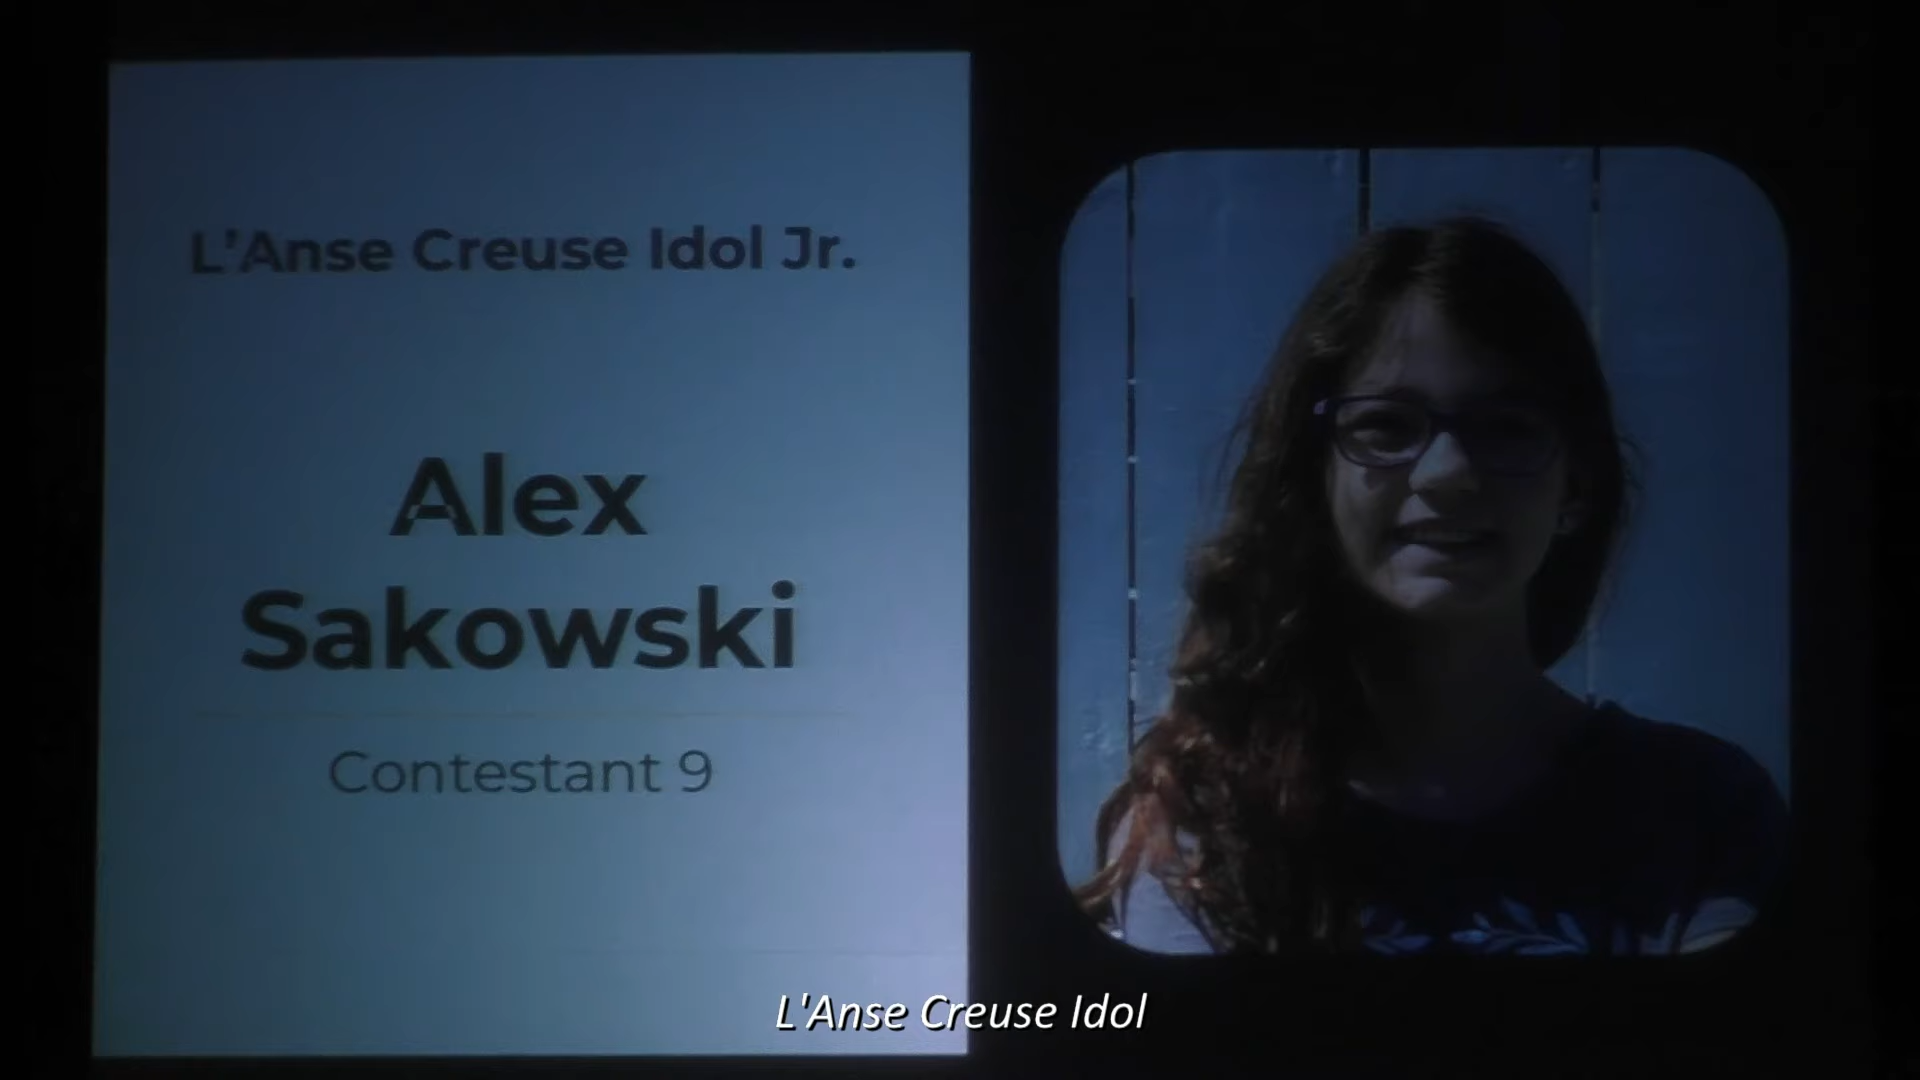 L'Anse Creuse Idol Jr.
Alex
Sakowski
Contestant 9
L'Anse Creuse Idol